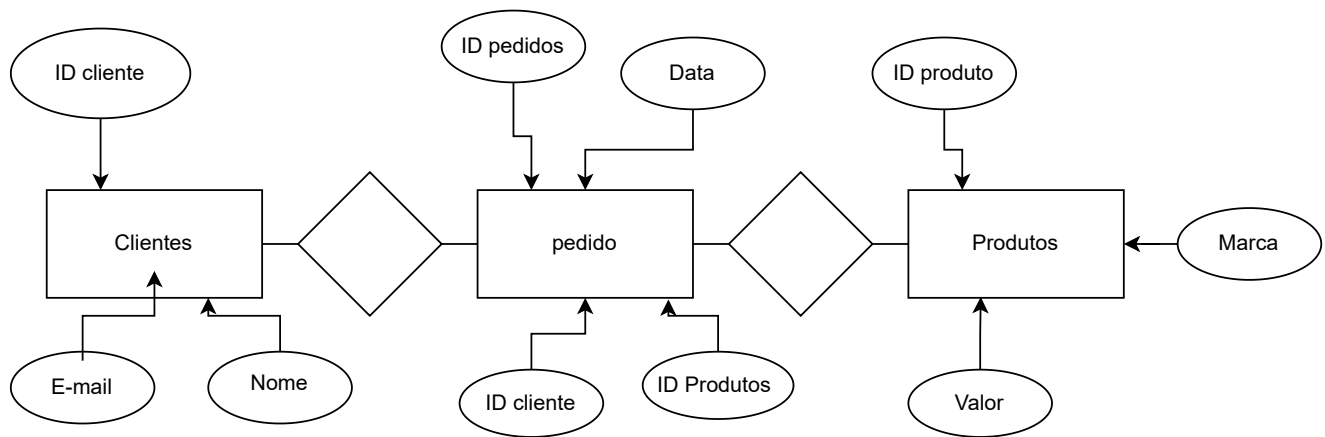 ID pedidos
ID cliente
Data
ID produto
Clientes
pedido
Produtos
Marca
E-mail
Nome
ID cliente
ID Produtos
Valor